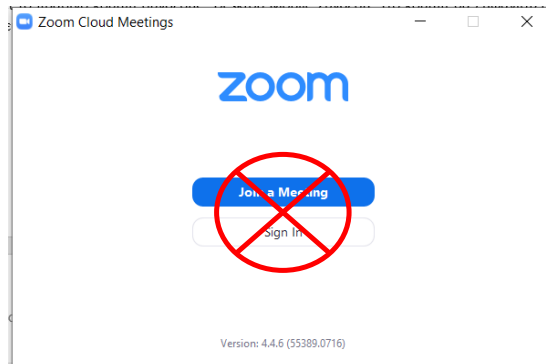 Zoom Cloud Meetings
zoom
Join a Meeting
Sign In
Version: 4.4.6 (55389.0716)